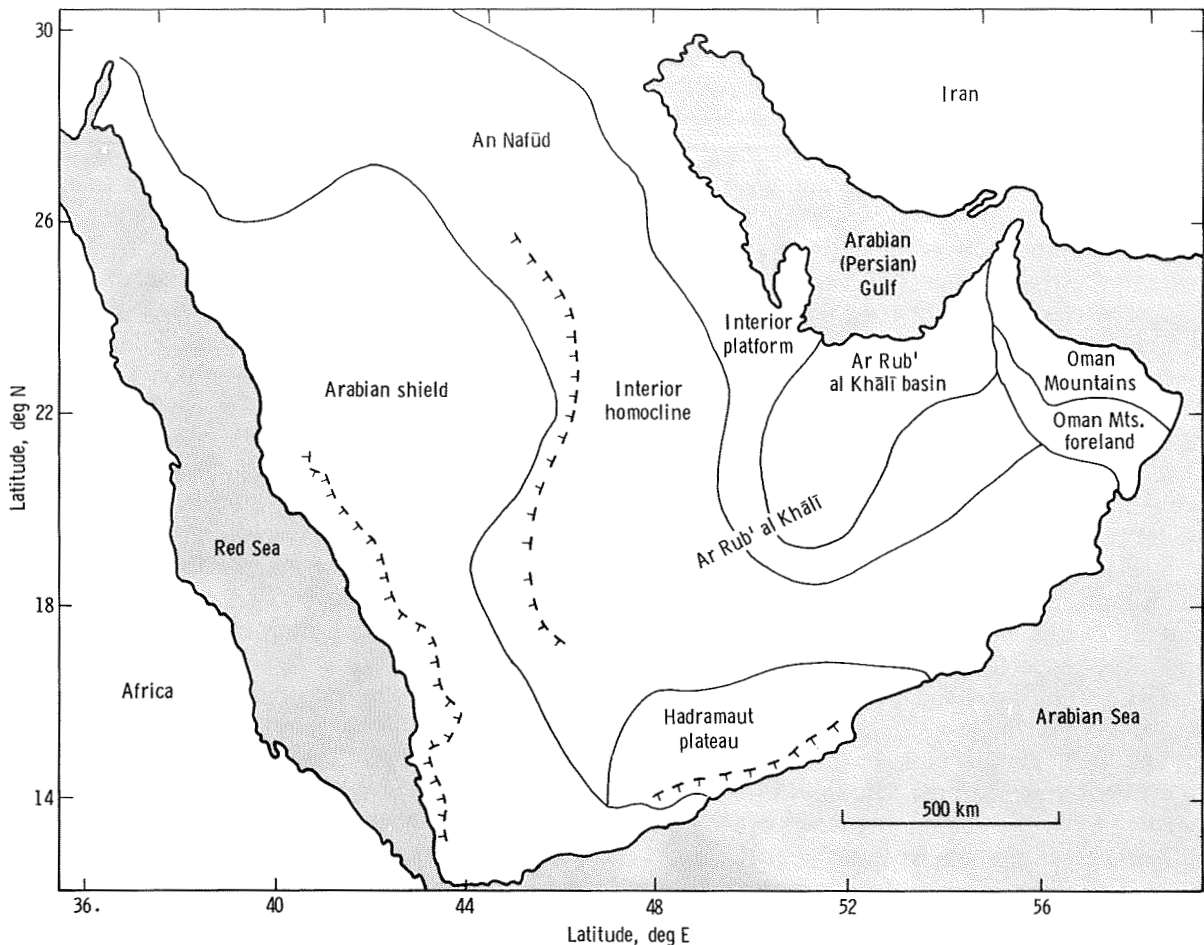 30
Iran
An Nafūd
26
Arabian
(Persian)
Gulf
Interior
platform
Ar Rub'
al Khālī basin
Oman
Mountains
Arabian shield
Interior
homocline
22
Oman Mts.
foreland
Latitude, deg N
Ar Rub' al Khālī
Red Sea
18
Africa
Hadramaut
plateau
Arabian Sea
14
500 km
36.
40
44
48
52
56
Latitude, deg E